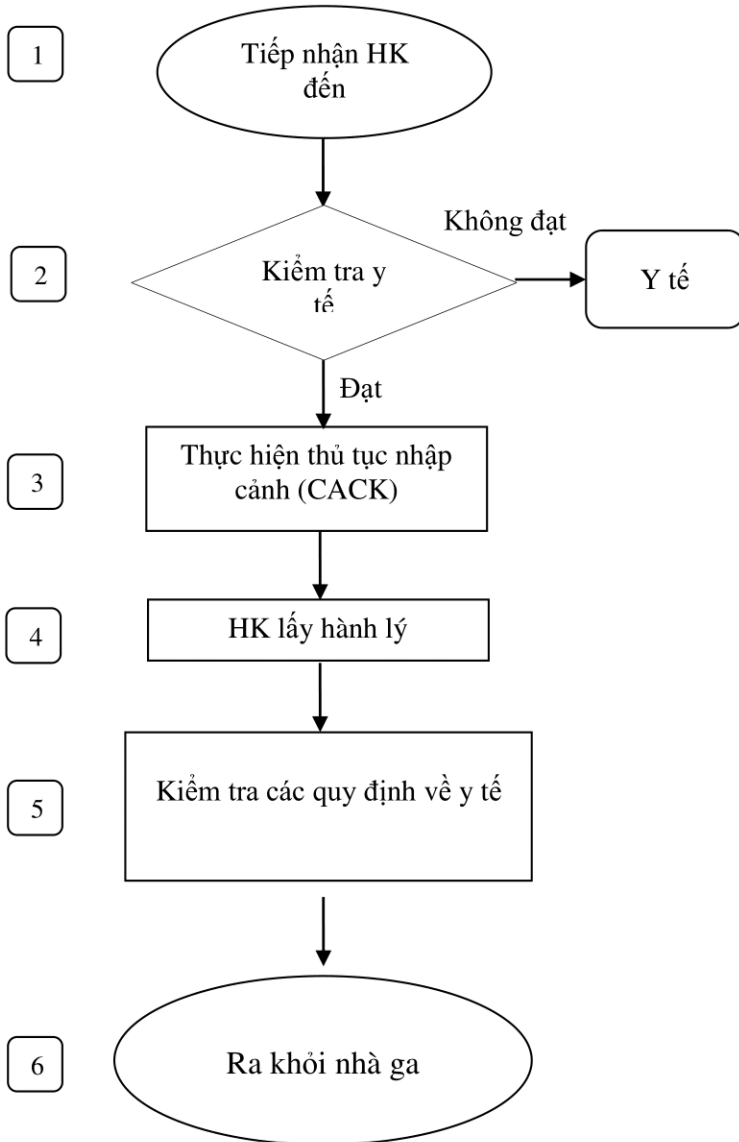 1
Tiếp nhận HK
đến
Không đạt
2
Kiểm tra y
tế
Y tế
Đạt
3
Thực hiện thủ tục nhập
cảnh (CACK)
4
HK lấy hành lý
5
Kiểm tra các quy định về y tế
6
Ra khỏi nhà ga